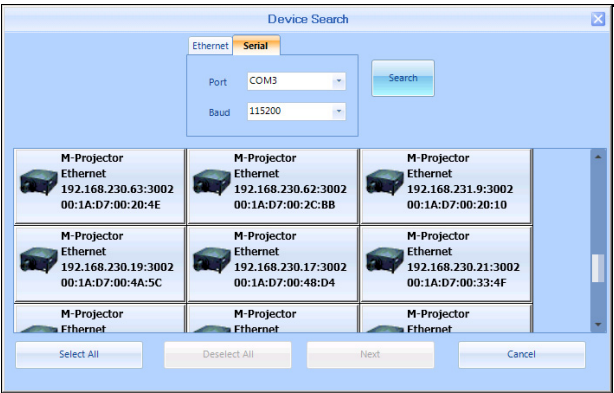 Device Search
Ethernet Serial
Port COM3
Search
Baud 115200
M-Projector
Ethernet
192.168.230.63:3002
00:1A:D7:00:20:4E
M-Projector
Ethernet
192.168.230.62:3002
00:1A:D7:00:2C:BB
M-Projector
Ethernet
192.168.231.9:3002
00:1A:D7:00:20:10
M-Projector
Ethernet
192.168.230.19:3002
00:1A:D7:00:4A:5C
M-Projector
Ethernet
192.168.230.17:3002
00:1A:D7:00:48:D4
M-Projector
Ethernet
192.168.230.21:3002
00:1A:D7:00:33:4F
M-Projector
Ethernet
M-Projector
Ethernet
M-Projector
Ethernet
Select All
Deselect All
Next
Cancel